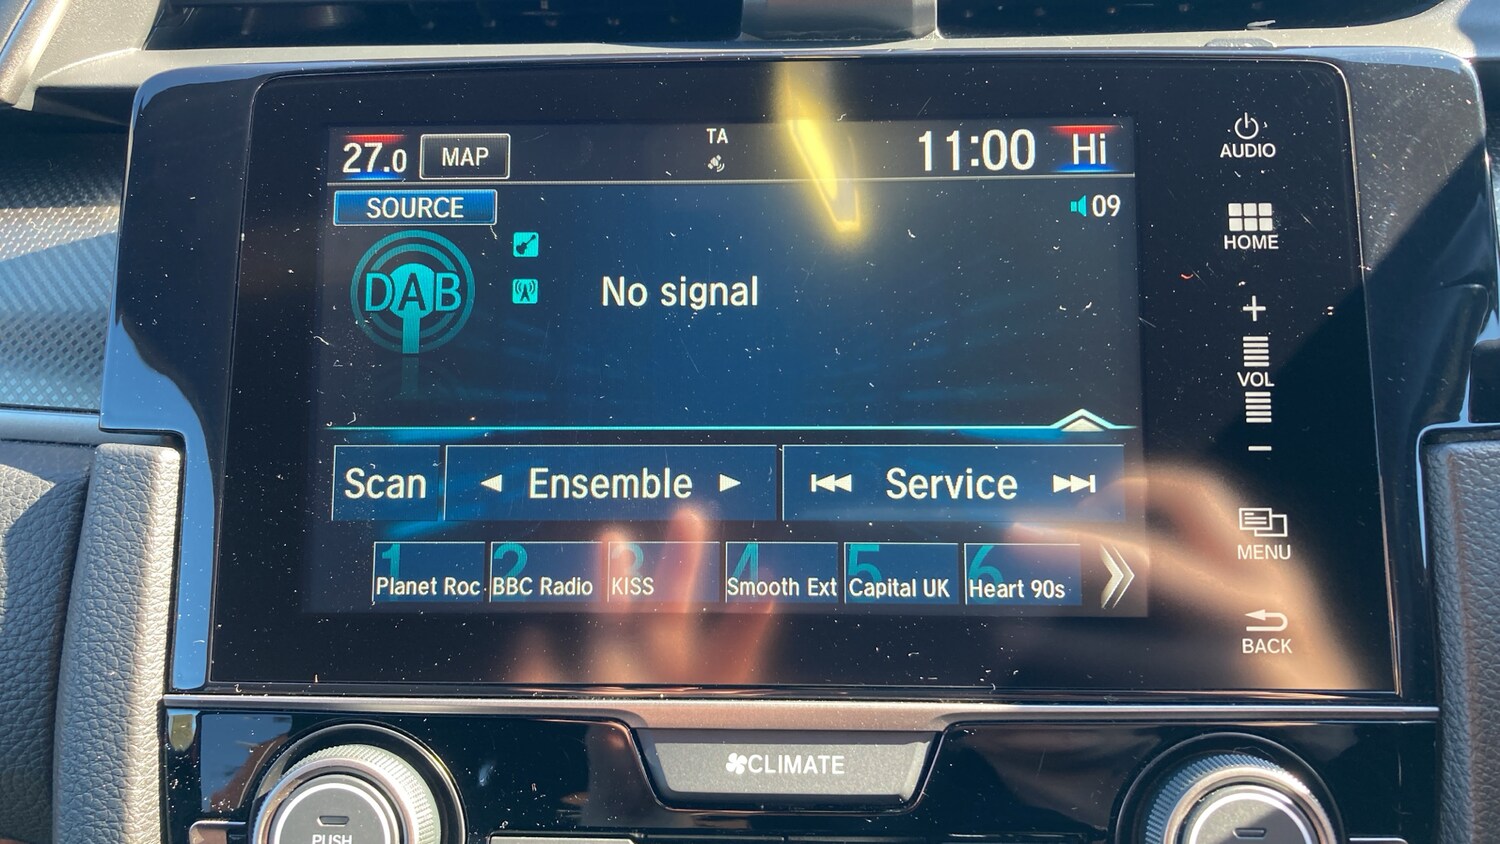 27.0 MAP TA 11:00 Hi
SOURCE 09
DAB No signal
Scan Ensemble Service
1 2 3 4 5 6
Planet Roc BBC Radio KISS Smooth Ext Capital UK Heart 90s
AUDIO
HOME
+
VOL
-
MENU
BACK
CLIMATE
PUSH